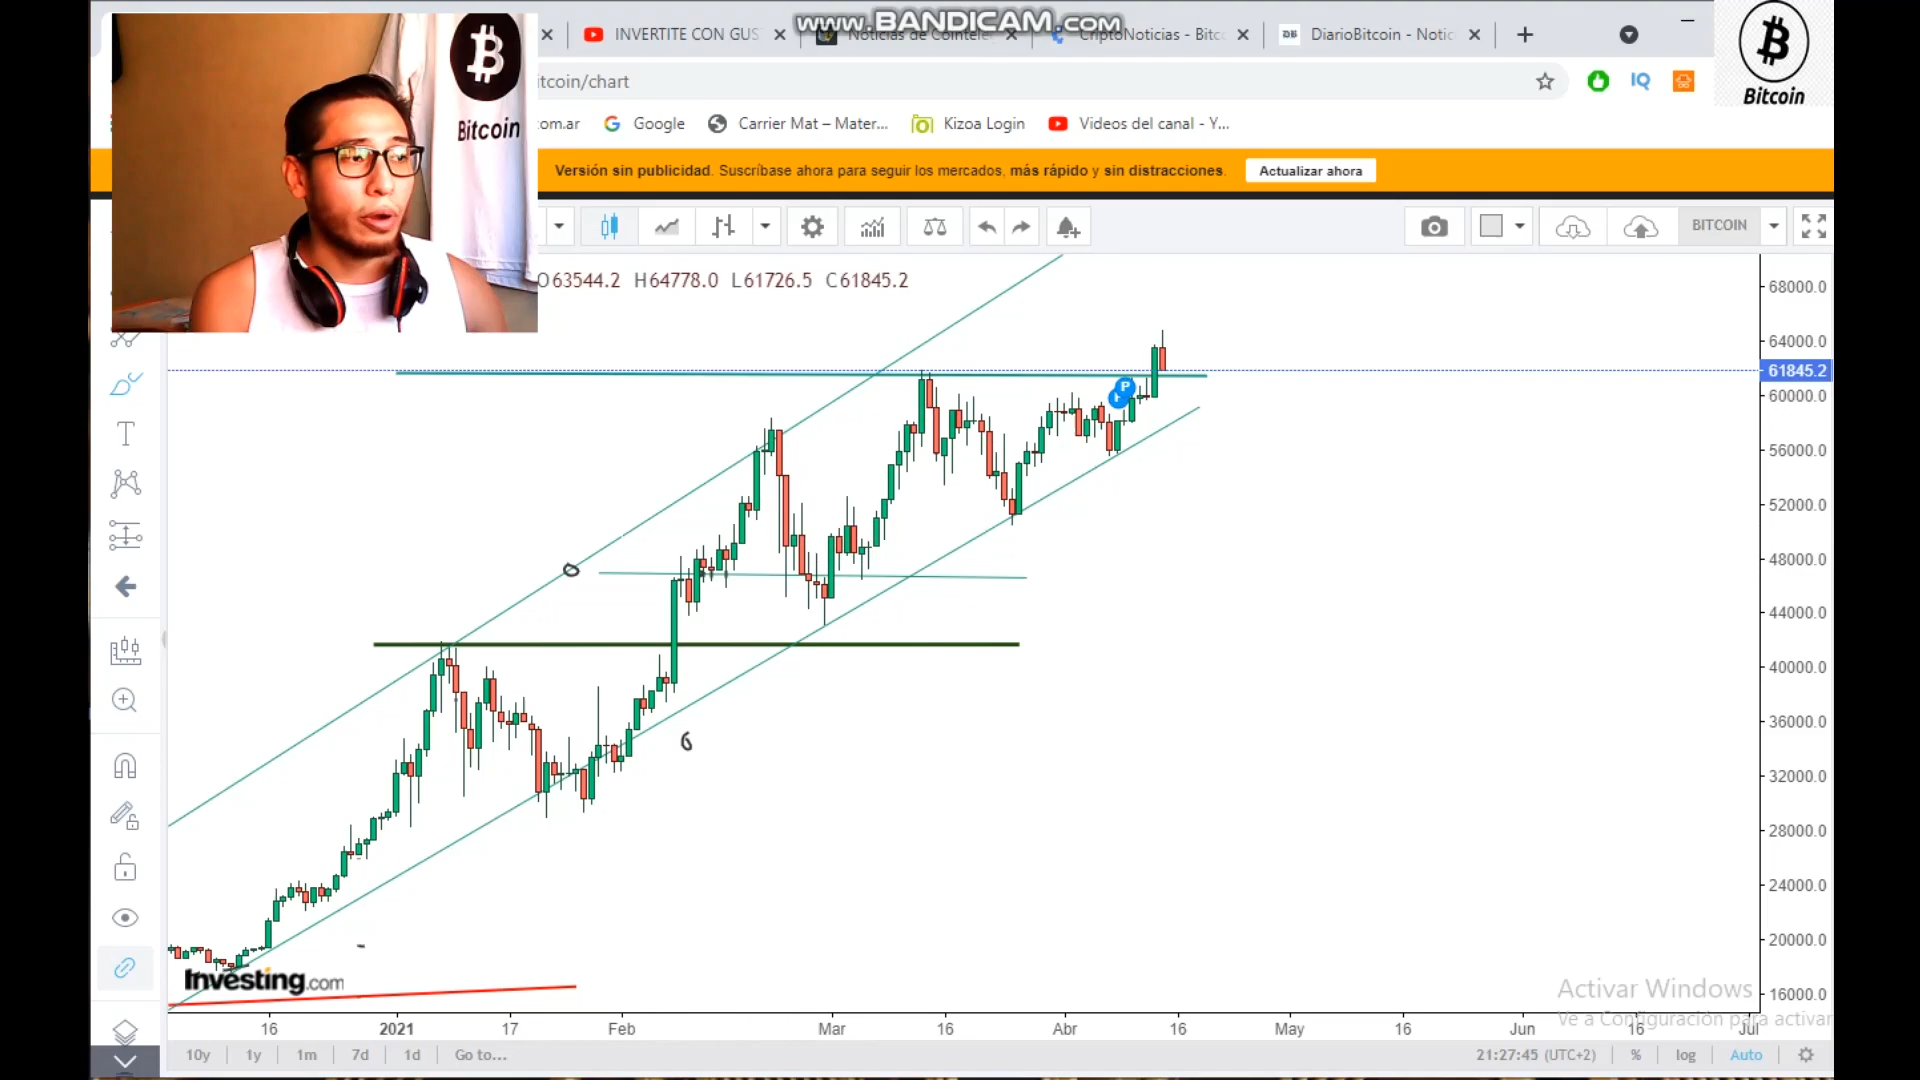 www.BANDICAM.com
INVERTITE CON GUS
Noticias de Cointele
CriptoNoticias - Bitc
DB DiarioBitcoin - Notic
Bitcoin
Bitcoin
itcoin/chart
IQ
com.ar
Google
Carrier Mat – Mater...
Kizoa Login
Videos del canal - Y...
Versión sin publicidad. Suscríbase ahora para seguir los mercados, más rápido y sin distracciones.
Actualizar ahora
BITCOIN
O63544.2 H64778.0 L61726.5 C61845.2
68000.0
64000.0
61845.2
60000.0
56000.0
52000.0
48000.0
44000.0
40000.0
36000.0
32000.0
28000.0
24000.0
20000.0
16000.0
P
T
Investing.com
Activar Windows
Ve a Configuración para activar
16 2021 17 Feb Mar 16 Abr 16 May 16 Jun 16 Jul
10y 1y 1m 7d 1d Go to...
21:27:45 (UTC+2) % log Auto